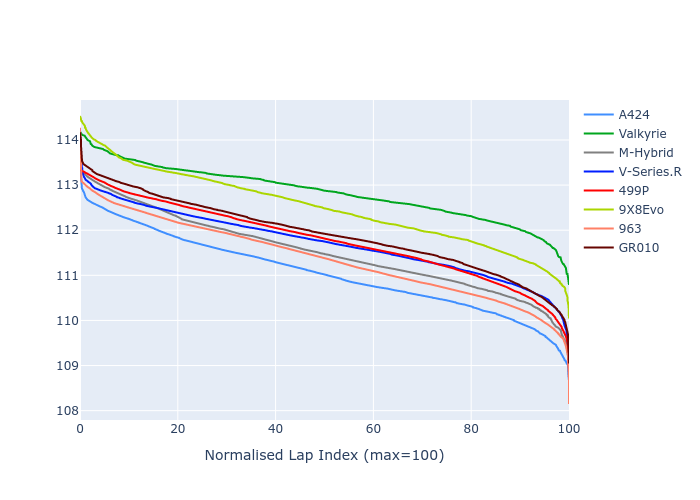 A424
Valkyrie
M-Hybrid
V-Series.R
499P
9X8Evo
963
GR010
114
113
112
111
110
109
108
0 20 40 60 80 100
Normalised Lap Index (max=100)